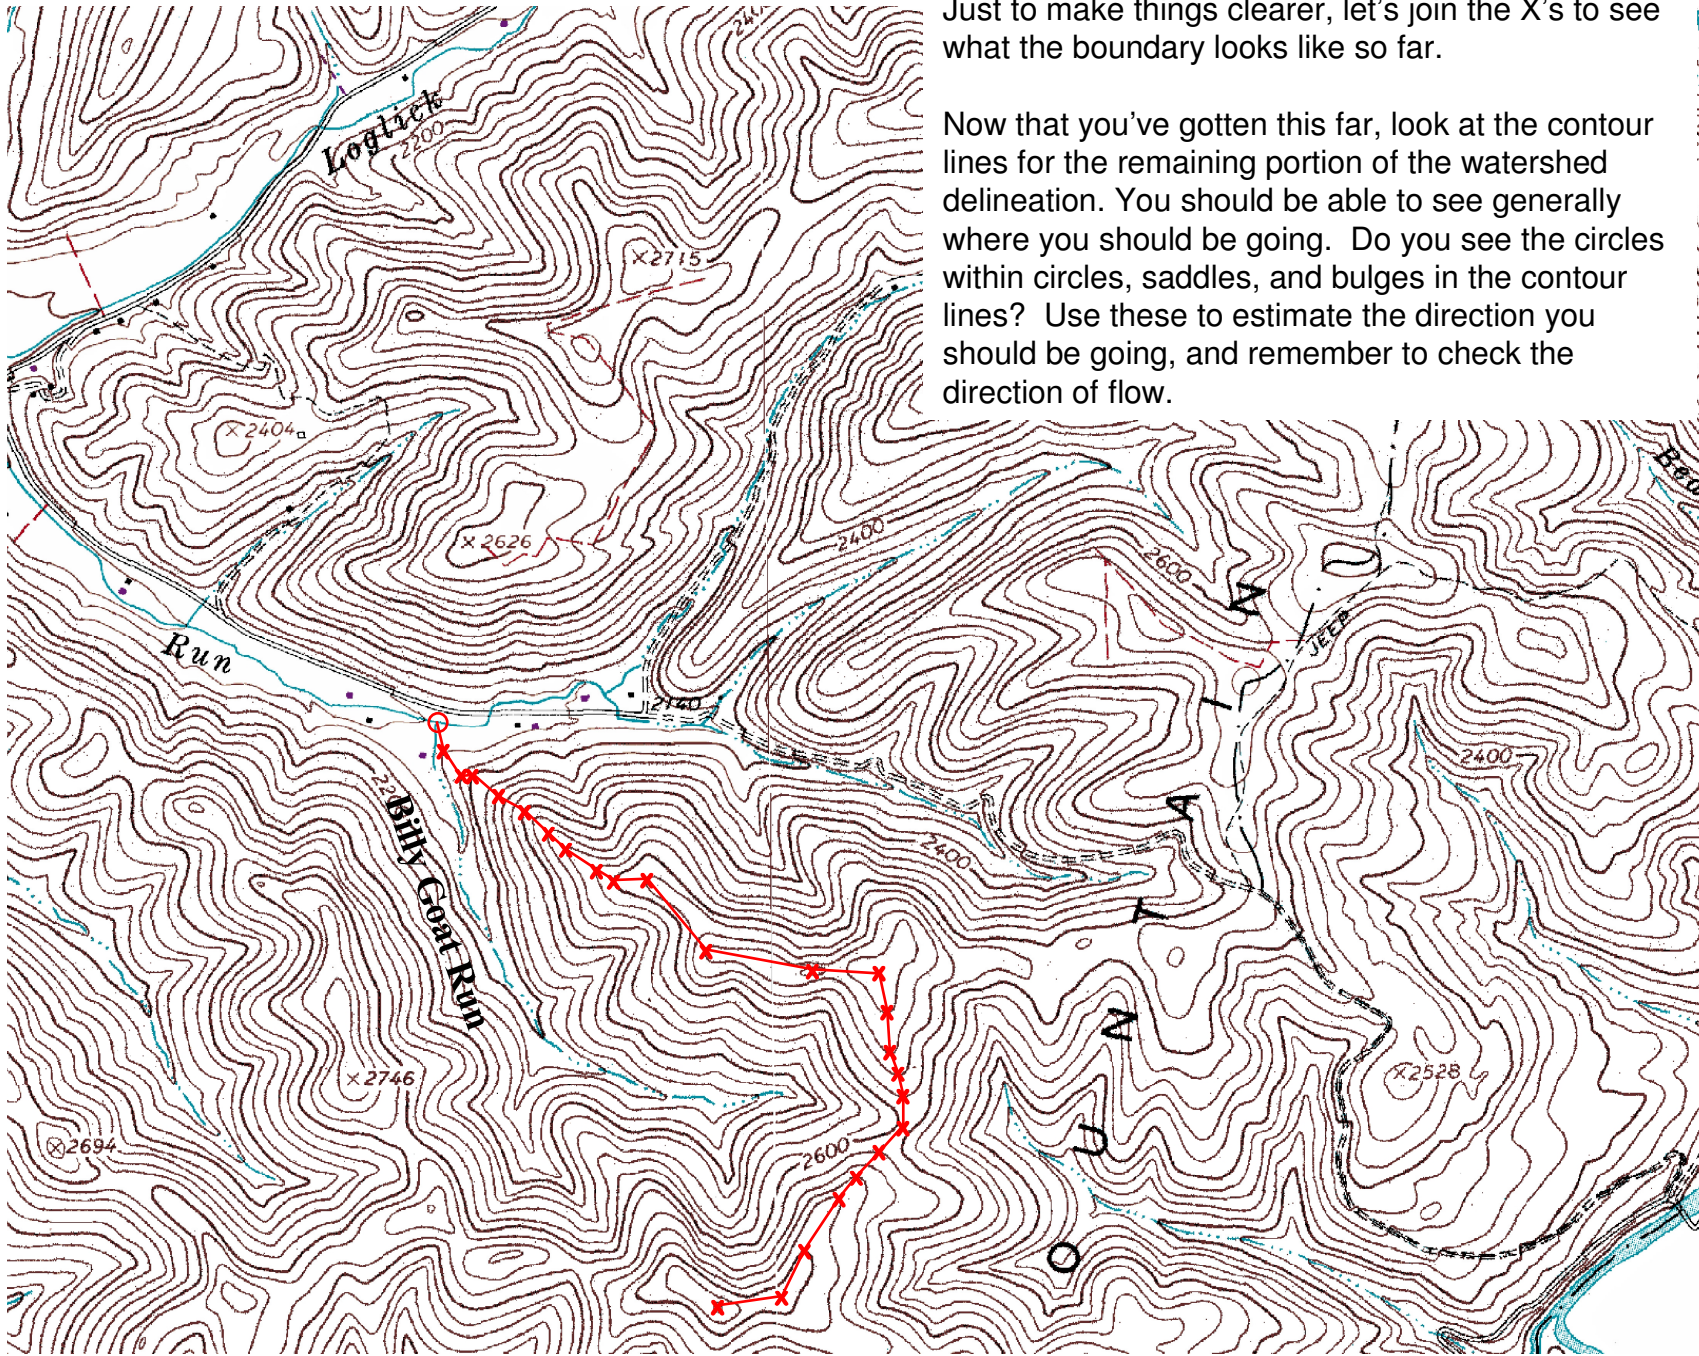 Just to make things clearer, let's join the X's to see
what the boundary looks like so far.
Now that you've gotten this far, look at the contour
lines for the remaining portion of the watershed
delineation. You should be able to see generally
where you should be going. Do you see the circles
within circles, saddles, and bulges in the contour
lines? Use these to estimate the direction you
should be going, and remember to check the
direction of flow.
Loglick
2200
×2715
×2404
×2626
2400
2600
JEEP
Run
2140
2400
2400
Billy Goat Run
×2528
×2746
×2694
2600
M
O
U
N
T
A
I
N